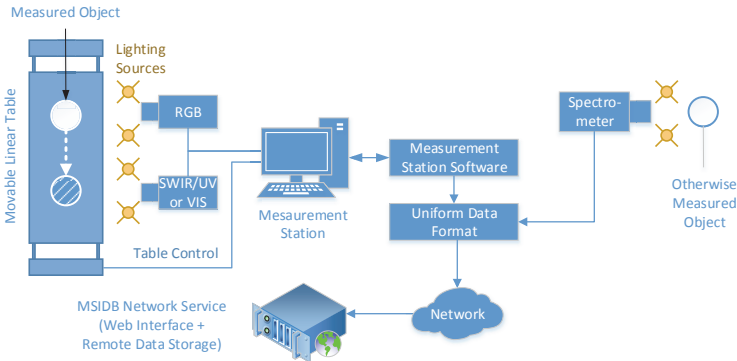 Measured Object
Lighting
Sources
Movable Linear Table
RGB
SWIR/UV
or VIS
Table Control
Mesaurement
Station
Measurement
Station Software
Uniform Data
Format
Spectro-
meter
Otherwise
Measured
Object
Network
MSIDB Network Service
(Web Interface +
Remote Data Storage)